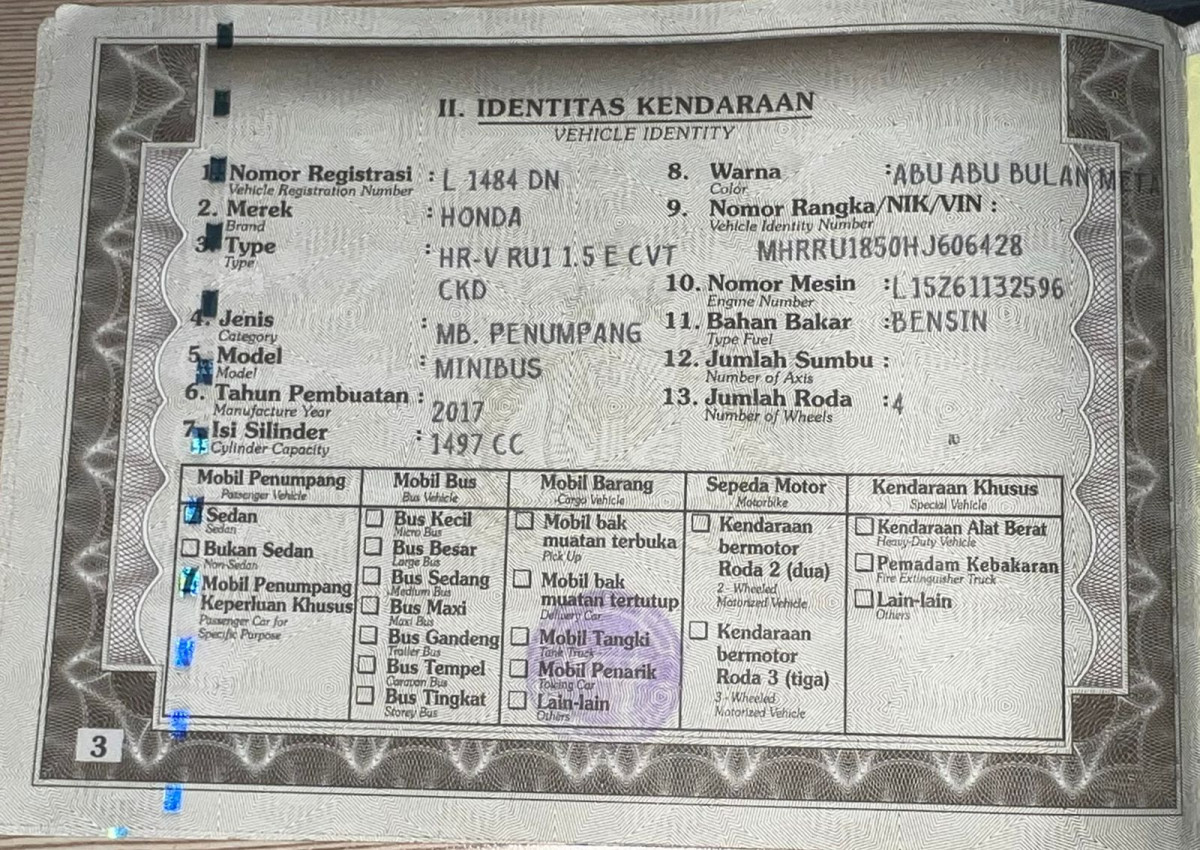 II. IDENTITAS KENDARAAN
VEHICLE IDENTITY
1. Nomor Registrasi : L 1484 DN
Vehicle Registration Number
2. Merek : HONDA
Brand
3. Type : HR-V RU1 1.5 E CVT
Type
CKD
4. Jenis : MB. PENUMPANG
Category
5. Model : MINIBUS
Model
6. Tahun Pembuatan : 2017
Manufacture Year
7. Isi Silinder : 1497 CC
Cylinder Capacity
8. Warna : ABU ABU BULAN META
Color
9. Nomor Rangka/NIK/VIN :
Vehicle Identity Number
MHRRU1850HJ606428
10. Nomor Mesin : L15Z61132596
Engine Number
11. Bahan Bakar : BENSIN
Type Fuel
12. Jumlah Sumbu :
Number of Axis
13. Jumlah Roda : 4
Number of Wheels
Mobil Penumpang
Passenger Vehicle
Sedan
Sedan
Bukan Sedan
Non-Sedan
Mobil Penumpang
Keperluan Khusus
Passenger Car for
Specific Purpose
Mobil Bus
Bus Vehicle
Bus Kecil
Micro Bus
Bus Besar
Large Bus
Bus Sedang
Medium Bus
Bus Maxi
Maxi Bus
Bus Gandeng
Trailer Bus
Bus Tempel
Caravan Bus
Bus Tingkat
Storey Bus
Mobil Barang
Cargo Vehicle
Mobil bak
muatan terbuka
Pick Up
Mobil bak
muatan tertutup
Delivery Car
Mobil Tangki
Tank Truck
Mobil Penarik
Towing Car
Lain-lain
Others
Sepeda Motor
Motorbike
Kendaraan
bermotor
Roda 2 (dua)
2 - Wheeled
Motorized Vehicle
Kendaraan
bermotor
Roda 3 (tiga)
3 - Wheeled
Motorized Vehicle
Kendaraan Khusus
Special Vehicle
Kendaraan Alat Berat
Heavy-Duty Vehicle
Pemadam Kebakaran
Fire Extinguisher Truck
Lain-lain
Others
3